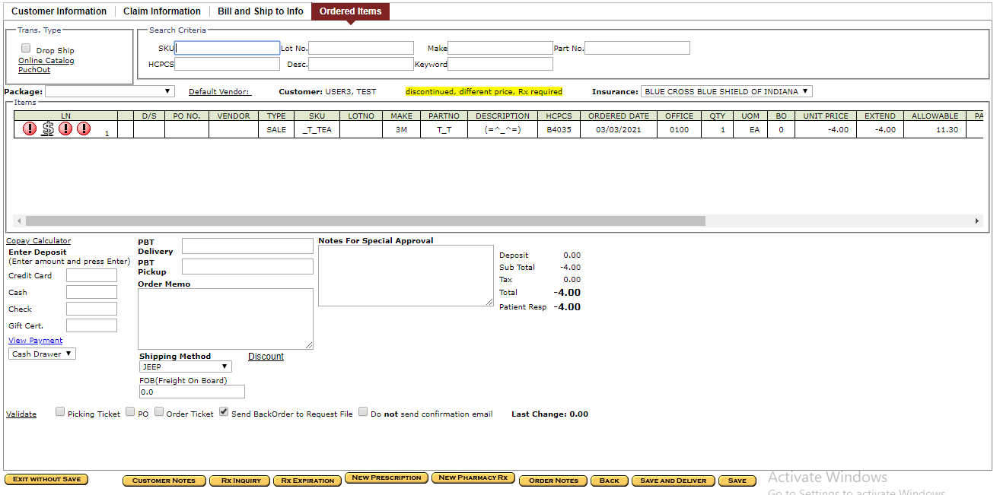 Customer Information Claim Information Bill and Ship to Info Ordered Items
Trans. Type
Drop Ship
Online Catalog
PuchOut
Search Criteria
SKU Lot No. Make Part No.
HCPCS Desc. Keyword
Package: Default Vendor: Customer: USER3, TEST discontinued, different price, Rx required Insurance: BLUE CROSS BLUE SHIELD OF INDIANA
Items
LN D/S PO NO. VENDOR TYPE SKU LOTNO MAKE PARTNO DESCRIPTION HCPCS ORDERED DATE OFFICE QTY UOM BO UNIT PRICE EXTEND ALLOWABLE PA
! $ ! ! 1 SALE _T_TEA 3M T_T (=^_^=) B4035 03/03/2021 0100 1 EA 0 -4.00 -4.00 11.30
Copay Calculator
Enter Deposit
(Enter amount and press Enter)
Credit Card
Cash
Check
Gift Cert.
View Payment
Cash Drawer
PBT
Delivery
PBT
Pickup
Order Memo
Shipping Method Discount
JEEP
FOB(Freight On Board)
0.0
Notes For Special Approval
Deposit 0.00
Sub Total -4.00
Tax 0.00
Total -4.00
Patient Resp -4.00
Validate Picking Ticket PO Order Ticket Send BackOrder to Request File Do not send confirmation email Last Change: 0.00
EXIT WITHOUT SAVE CUSTOMER NOTES RX INQUIRY RX EXPIRATION NEW PRESCRIPTION NEW PHARMACY RX ORDER NOTES BACK SAVE AND DELIVER SAVE
Activate Windows
Go to Settings to activate Windows.